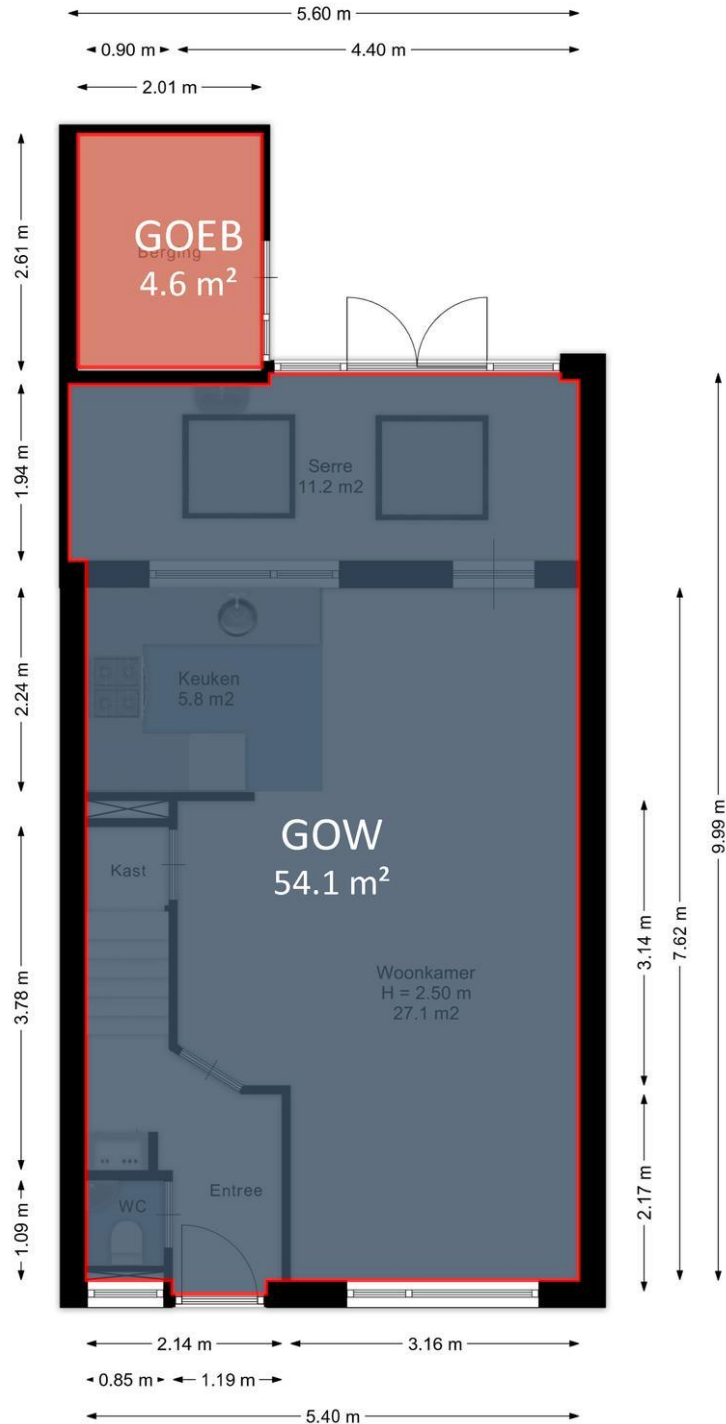 5.60 m
0.90 m
4.40 m
2.01 m
2.61 m
GOEB
Berging
4.6 m²
1.94 m
Serre
11.2 m2
2.24 m
Keuken
5.8 m2
9.99 m
GOW
54.1 m²
Kast
3.14 m
7.62 m
Woonkamer
H = 2.50 m
27.1 m2
3.78 m
Entree
WC
2.17 m
1.09 m
2.14 m
3.16 m
0.85 m
1.19 m
5.40 m